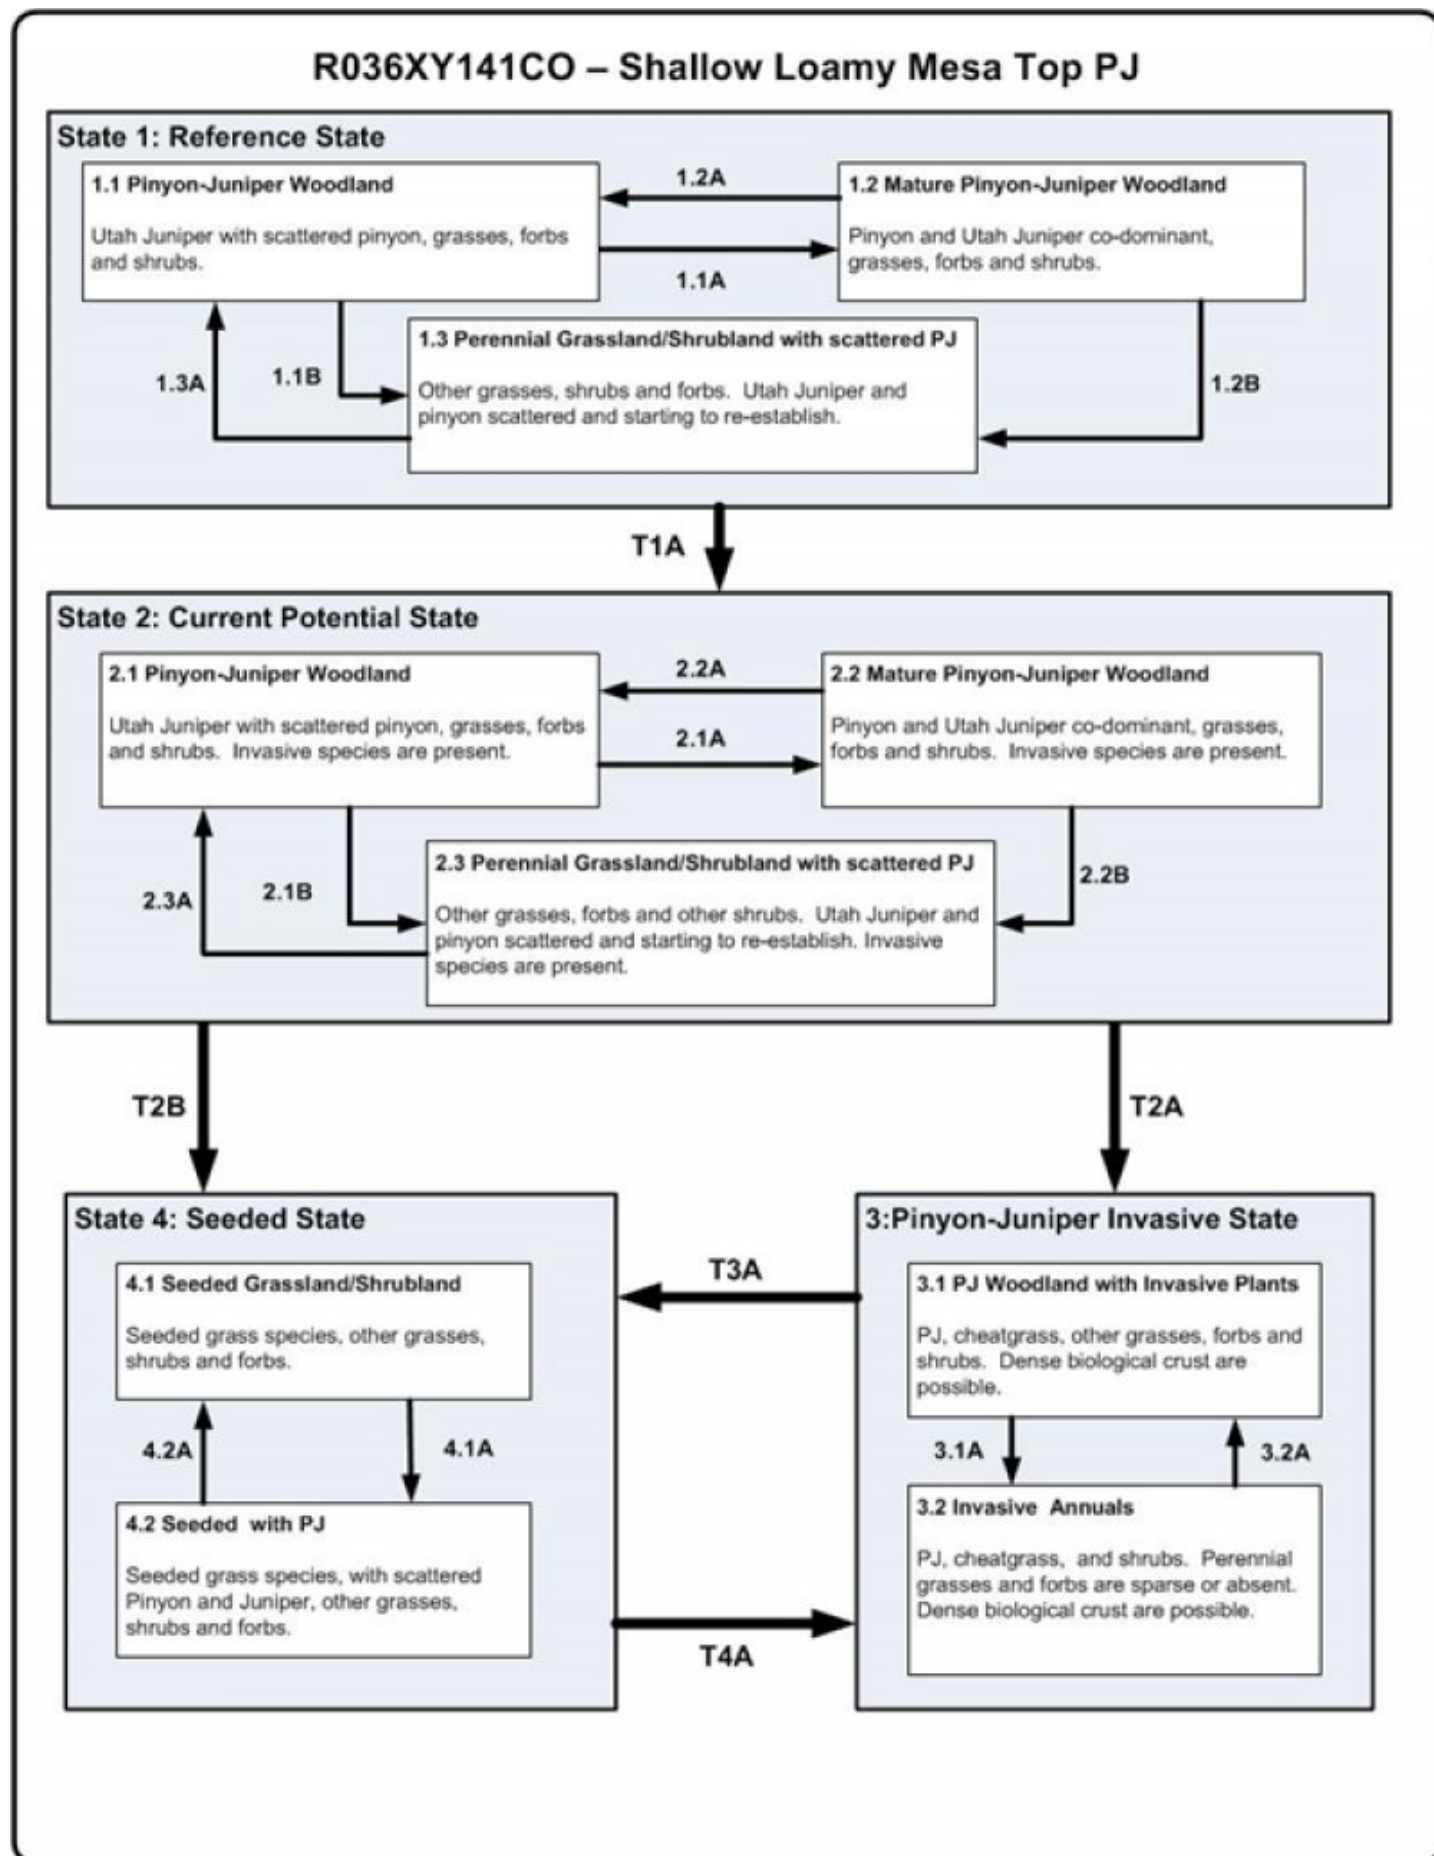 R036XY141CO – Shallow Loamy Mesa Top PJ
State 1: Reference State
1.1 Pinyon-Juniper Woodland
Utah Juniper with scattered pinyon, grasses, forbs
and shrubs.
1.2A
1.1A
1.2 Mature Pinyon-Juniper Woodland
Pinyon and Utah Juniper co-dominant,
grasses, forbs and shrubs.
1.3A
1.1B
1.3 Perennial Grassland/Shrubland with scattered PJ
Other grasses, shrubs and forbs.  Utah Juniper and
pinyon scattered and starting to re-establish.
1.2B
T1A
State 2: Current Potential State
2.1 Pinyon-Juniper Woodland
Utah Juniper with scattered pinyon, grasses, forbs
and shrubs.  Invasive species are present.
2.2A
2.1A
2.2 Mature Pinyon-Juniper Woodland
Pinyon and Utah Juniper co-dominant, grasses,
forbs and shrubs.  Invasive species are present.
2.3A
2.1B
2.3 Perennial Grassland/Shrubland with scattered PJ
Other grasses, forbs and other shrubs.  Utah Juniper and
pinyon scattered and starting to re-establish. Invasive
species are present.
2.2B
T2B
T2A
State 4: Seeded State
4.1 Seeded Grassland/Shrubland
Seeded grass species, other grasses,
shrubs and forbs.
4.2A
4.1A
4.2 Seeded  with PJ
Seeded grass species, with scattered
Pinyon and Juniper, other grasses,
shrubs and forbs.
T3A
T4A
3:Pinyon-Juniper Invasive State
3.1 PJ Woodland with Invasive Plants
PJ, cheatgrass, other grasses, forbs and
shrubs.  Dense biological crust are
possible.
3.1A
3.2A
3.2 Invasive  Annuals
PJ, cheatgrass,  and shrubs.  Perennial
grasses and forbs are sparse or absent.
Dense biological crust are possible.